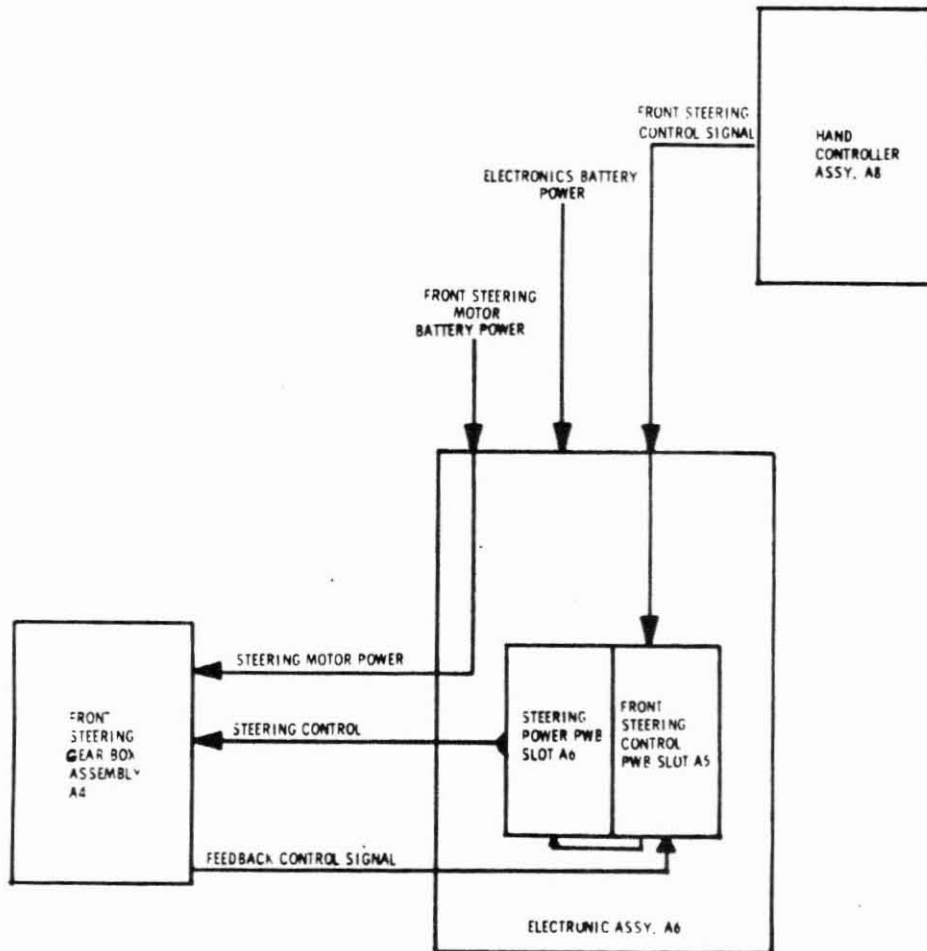 FRONT STEERING
CONTROL SIGNAL
HAND
CONTROLLER
ASSY, A8
ELECTRONICS BATTERY
POWER
FRONT STEERING
MOTOR
BATTERY POWER
STEERING MOTOR POWER
STEERING CONTROL
FEEDBACK CONTROL SIGNAL
FRONT
STEERING
GEAR BOX
ASSEMBLY
A4
STEERING
POWER PWB
SLOT A6
FRONT
STEERING
CONTROL
PWB SLOT A5
ELECTRONIC ASSY, A6